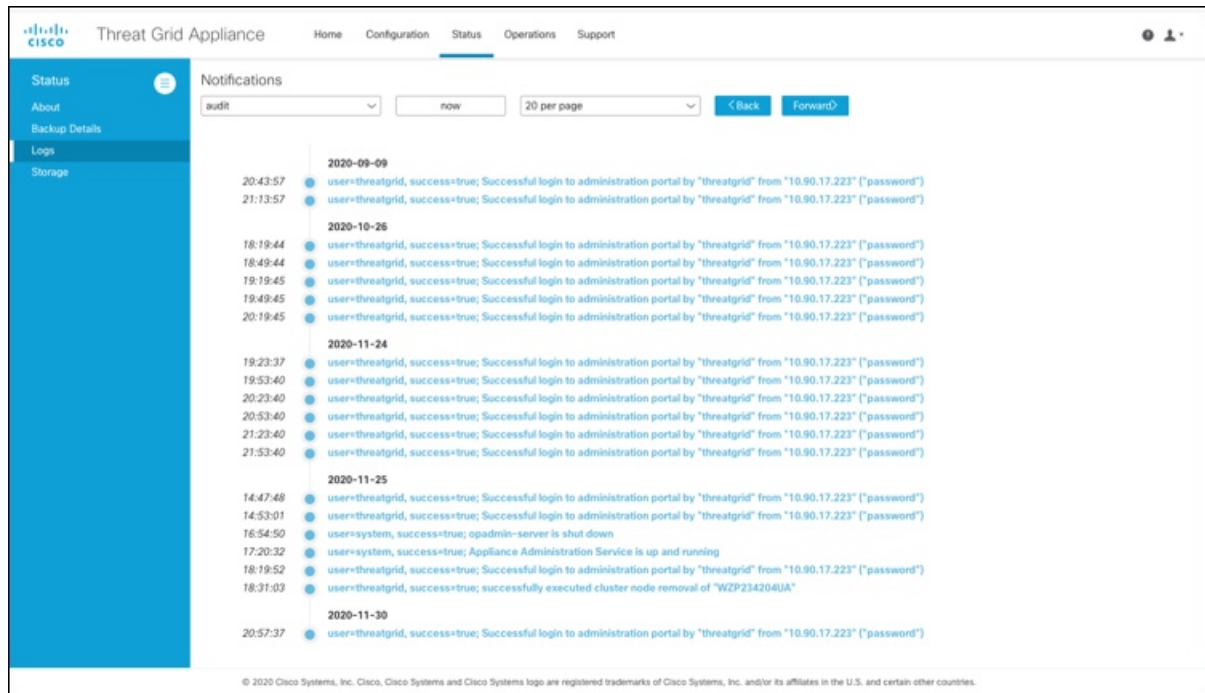 CISCO
Threat Grid Appliance Home Configuration Status Operations Support
Status
About
Backup Details
Logs
Storage
Notifications
audit now 20 per page <Back Forward>
2020-09-09
20:43:57 user=threatgrid, success=true; Successful login to administration portal by "threatgrid" from "10.90.17.223" ("password")
21:13:57 user=threatgrid, success=true; Successful login to administration portal by "threatgrid" from "10.90.17.223" ("password")
2020-10-26
18:19:44 user=threatgrid, success=true; Successful login to administration portal by "threatgrid" from "10.90.17.223" ("password")
18:49:44 user=threatgrid, success=true; Successful login to administration portal by "threatgrid" from "10.90.17.223" ("password")
19:19:45 user=threatgrid, success=true; Successful login to administration portal by "threatgrid" from "10.90.17.223" ("password")
19:49:45 user=threatgrid, success=true; Successful login to administration portal by "threatgrid" from "10.90.17.223" ("password")
20:19:45 user=threatgrid, success=true; Successful login to administration portal by "threatgrid" from "10.90.17.223" ("password")
2020-11-24
19:23:37 user=threatgrid, success=true; Successful login to administration portal by "threatgrid" from "10.90.17.223" ("password")
19:53:40 user=threatgrid, success=true; Successful login to administration portal by "threatgrid" from "10.90.17.223" ("password")
20:23:40 user=threatgrid, success=true; Successful login to administration portal by "threatgrid" from "10.90.17.223" ("password")
20:53:40 user=threatgrid, success=true; Successful login to administration portal by "threatgrid" from "10.90.17.223" ("password")
21:23:40 user=threatgrid, success=true; Successful login to administration portal by "threatgrid" from "10.90.17.223" ("password")
21:53:40 user=threatgrid, success=true; Successful login to administration portal by "threatgrid" from "10.90.17.223" ("password")
2020-11-25
14:47:48 user=threatgrid, success=true; Successful login to administration portal by "threatgrid" from "10.90.17.223" ("password")
14:53:01 user=threatgrid, success=true; Successful login to administration portal by "threatgrid" from "10.90.17.223" ("password")
16:54:50 user=system, success=true; opadmin-server is shut down
17:20:32 user=system, success=true; Appliance Administration Service is up and running
18:19:52 user=threatgrid, success=true; Successful login to administration portal by "threatgrid" from "10.90.17.223" ("password")
18:31:03 user=threatgrid, success=true; successfully executed cluster node removal of "WZP234204UA"
2020-11-30
20:57:37 user=threatgrid, success=true; Successful login to administration portal by "threatgrid" from "10.90.17.223" ("password")
© 2020 Cisco Systems, Inc. Cisco, Cisco Systems and Cisco Systems logo are registered trademarks of Cisco Systems, Inc. and/or its affiliates in the U.S. and certain other countries.